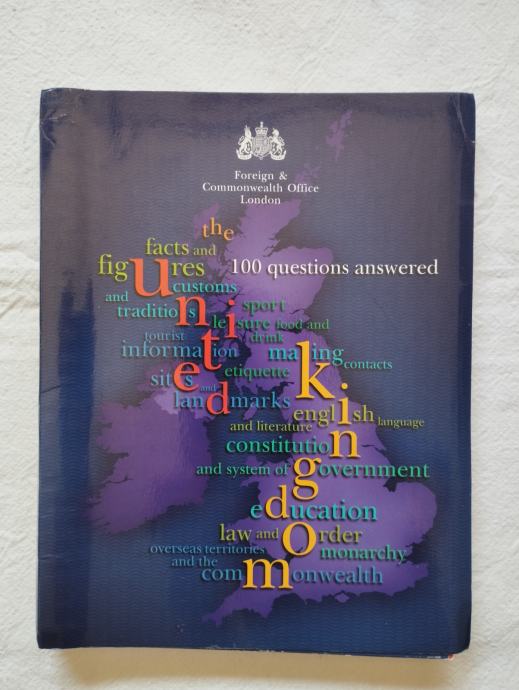 Foreign &
Commonwealth Office
London
the
facts and
figures
100 questions answered
customs
and
traditions
sport
leisure food and
drink
tourist
information
making
contacts
etiquette
sites and
landmarks
english language
and literature
constitution
and system of government
education
law and order
overseas territories
monarchy
and the
commonwealth